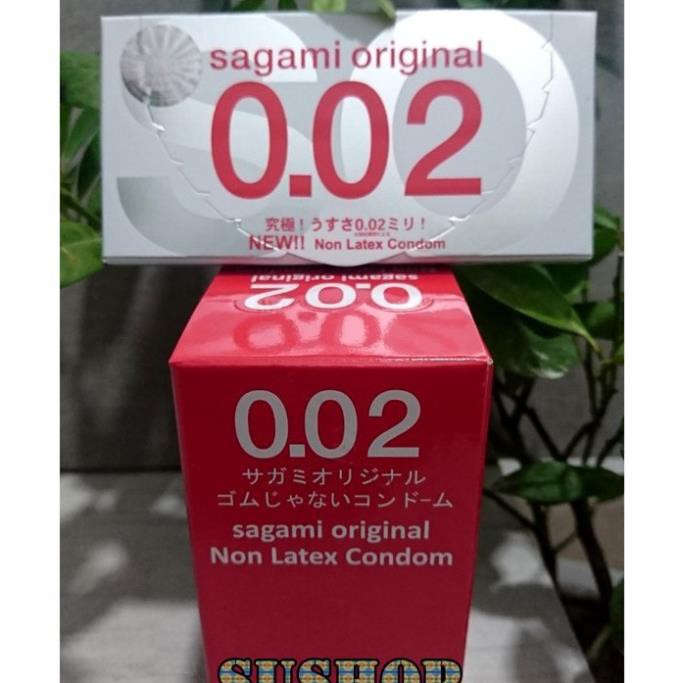 sagami original
0.02
究極！うすさ0.02ミリ！
NEW!! Non Latex Condom
sagami original
0.02
0.02
サガミオリジナル
ゴムじゃないコンドーム
sagami original
Non Latex Condom
SUSHOP